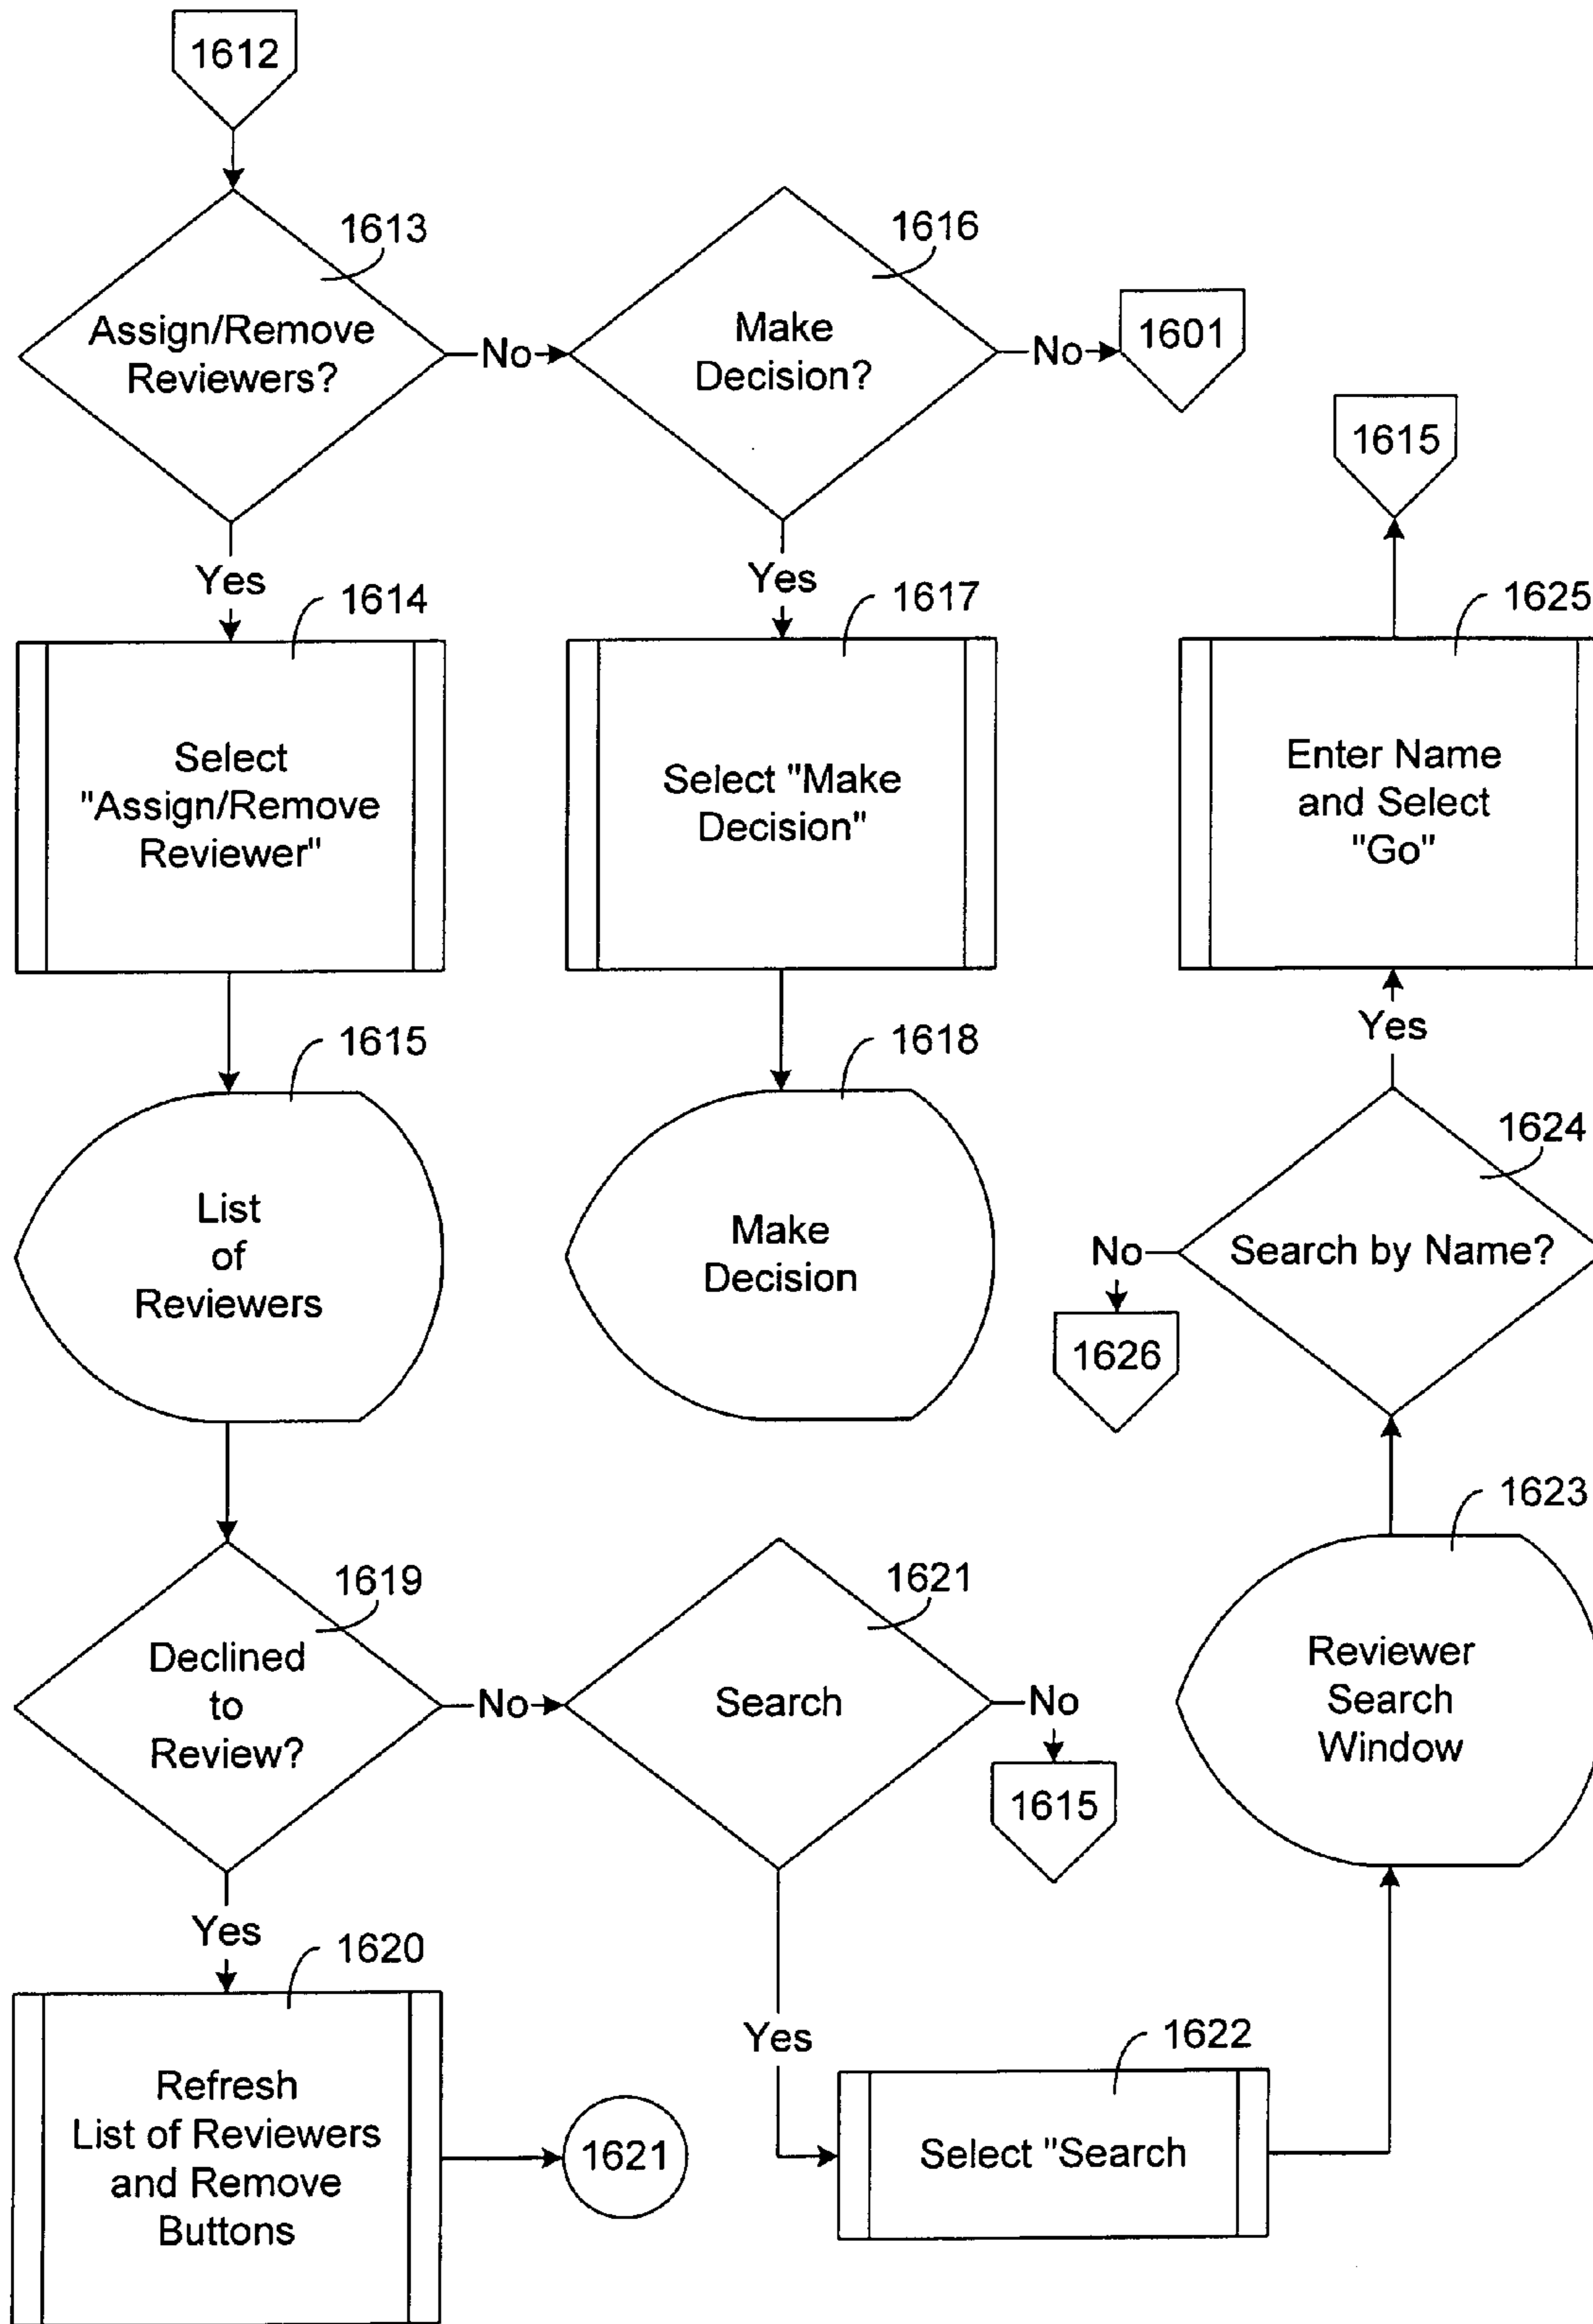 1612
1613
Assign/Remove
Reviewers?
No
1616
Make
Decision?
No
1601
1615
Yes
1614
Select
"Assign/Remove
Reviewer"
Yes
1617
Select "Make
Decision"
1625
Enter Name
and Select
"Go"
Yes
1615
List
of
Reviewers
1618
Make
Decision
1624
Search by Name?
No
1626
1623
Reviewer
Search
Window
1619
Declined
to
Review?
No
1621
Search
No
1615
Yes
1620
Refresh
List of Reviewers
and Remove
Buttons
1621
Yes
1622
Select "Search